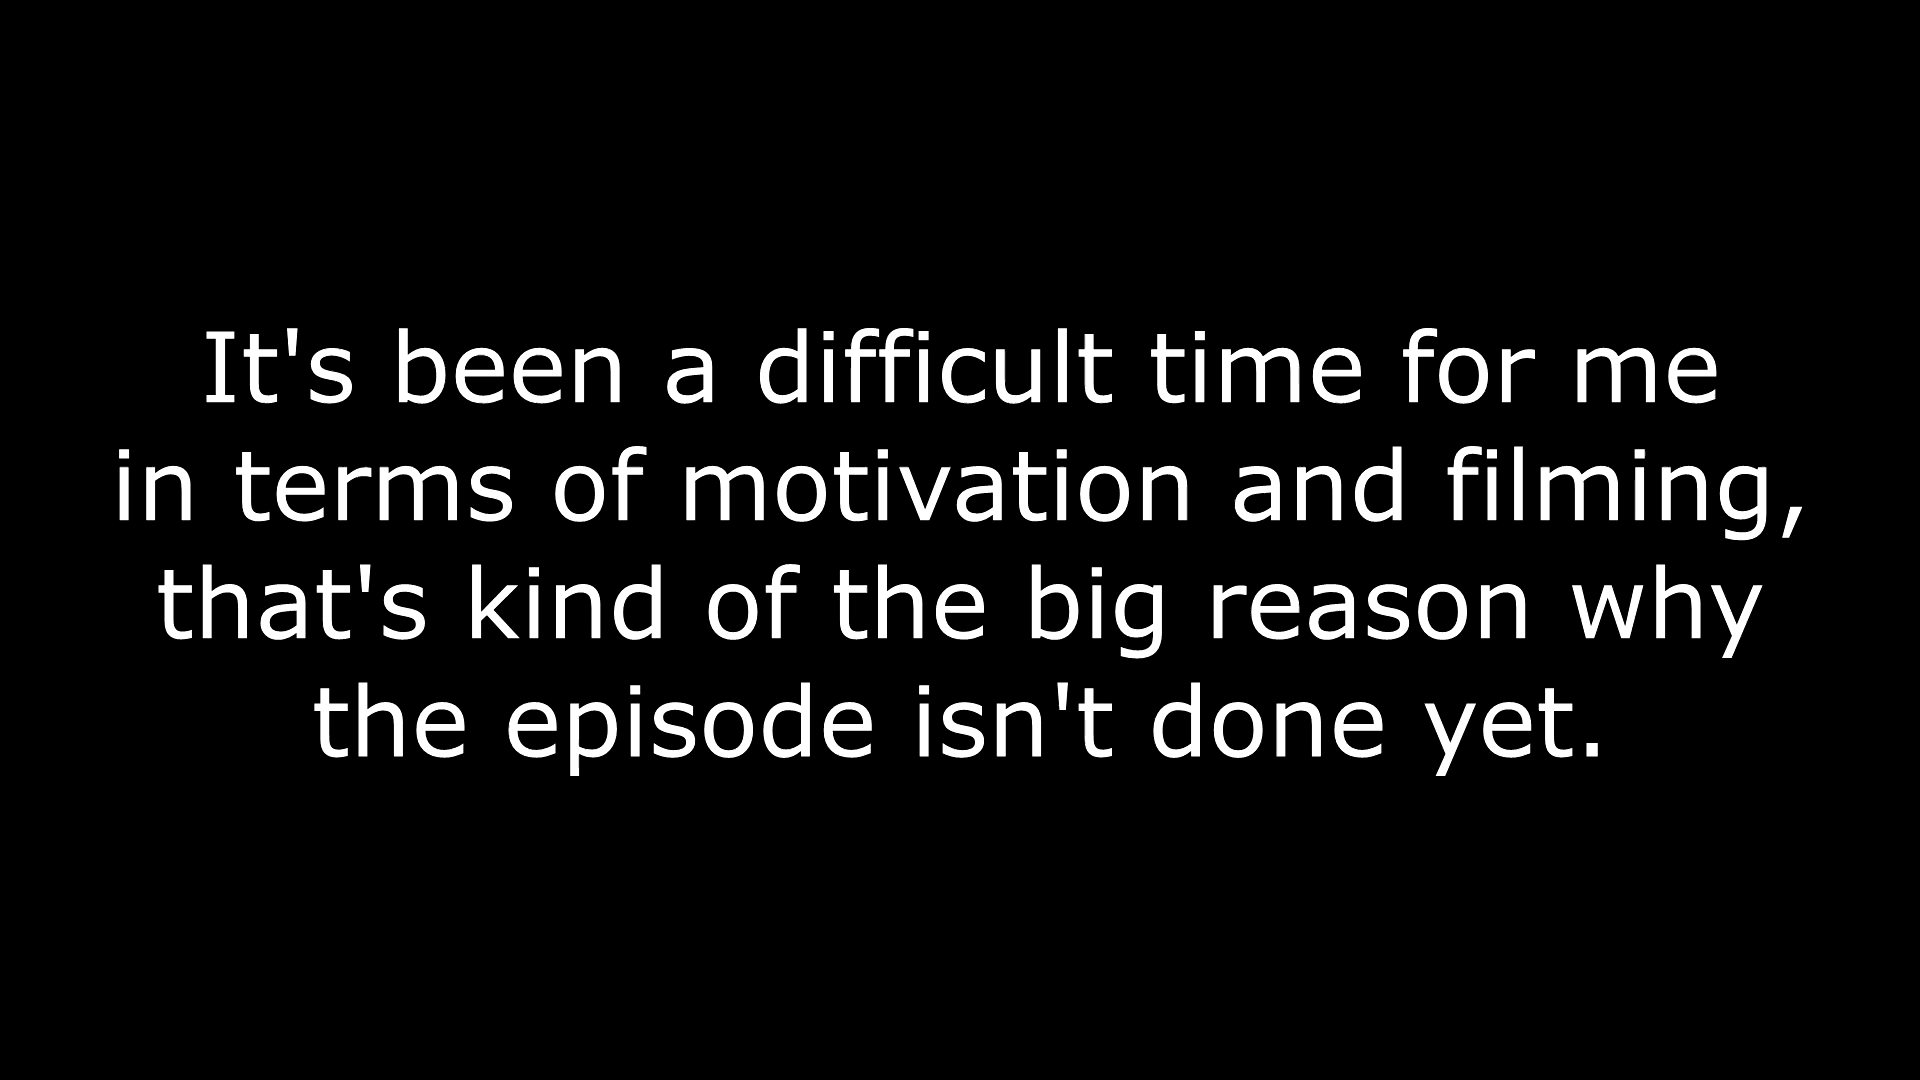 It's been a difficult time for me
in terms of motivation and filming,
that's kind of the big reason why
the episode isn't done yet.